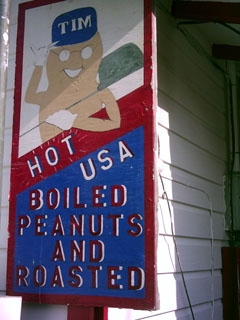 TIM
HOT USA
BOILED
PEANUTS
AND
ROASTED